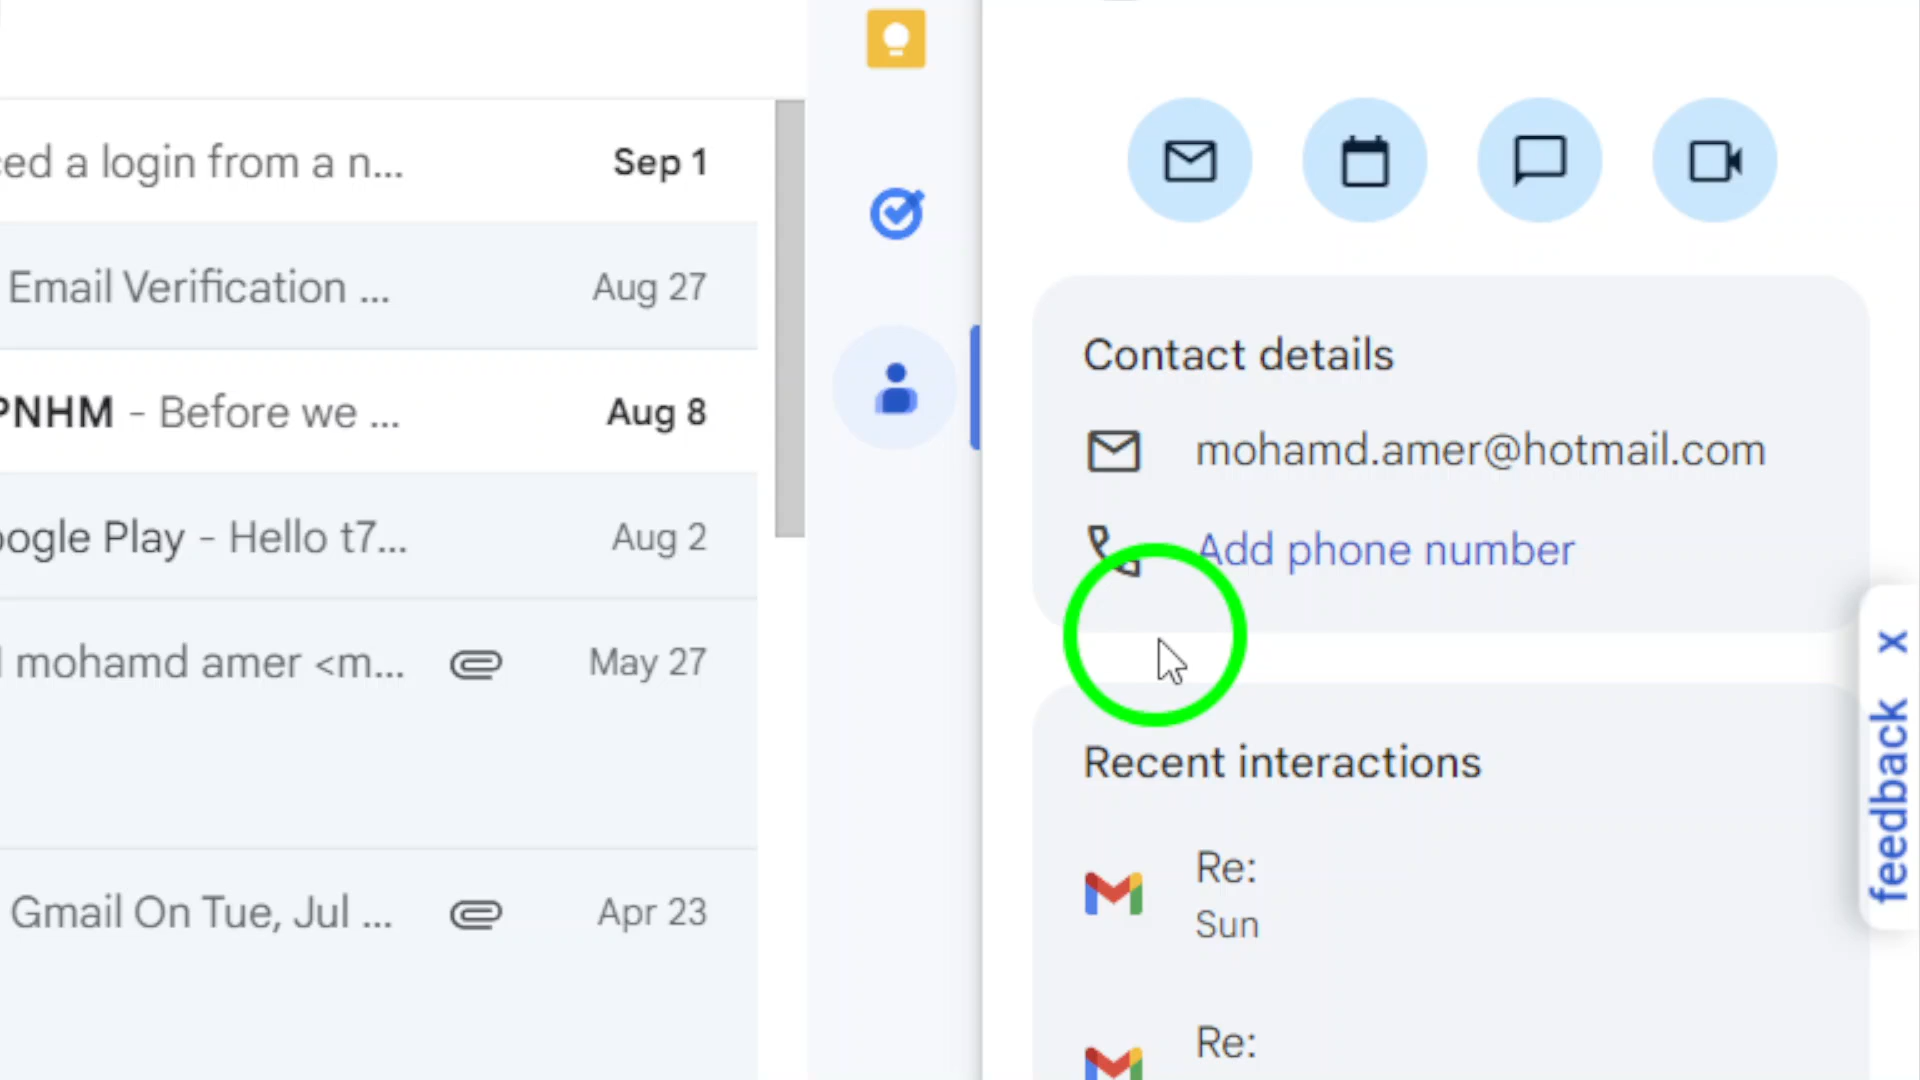 ced a login from a n... Sep 1
Email Verification ... Aug 27
PNHM - Before we ... Aug 8
oogle Play - Hello t7... Aug 2
mohamd amer <m... May 27
Gmail On Tue, Jul ... Apr 23
Contact details
mohamd.amer@hotmail.com
Add phone number
Recent interactions
Re:
Sun
Re:
feedback x